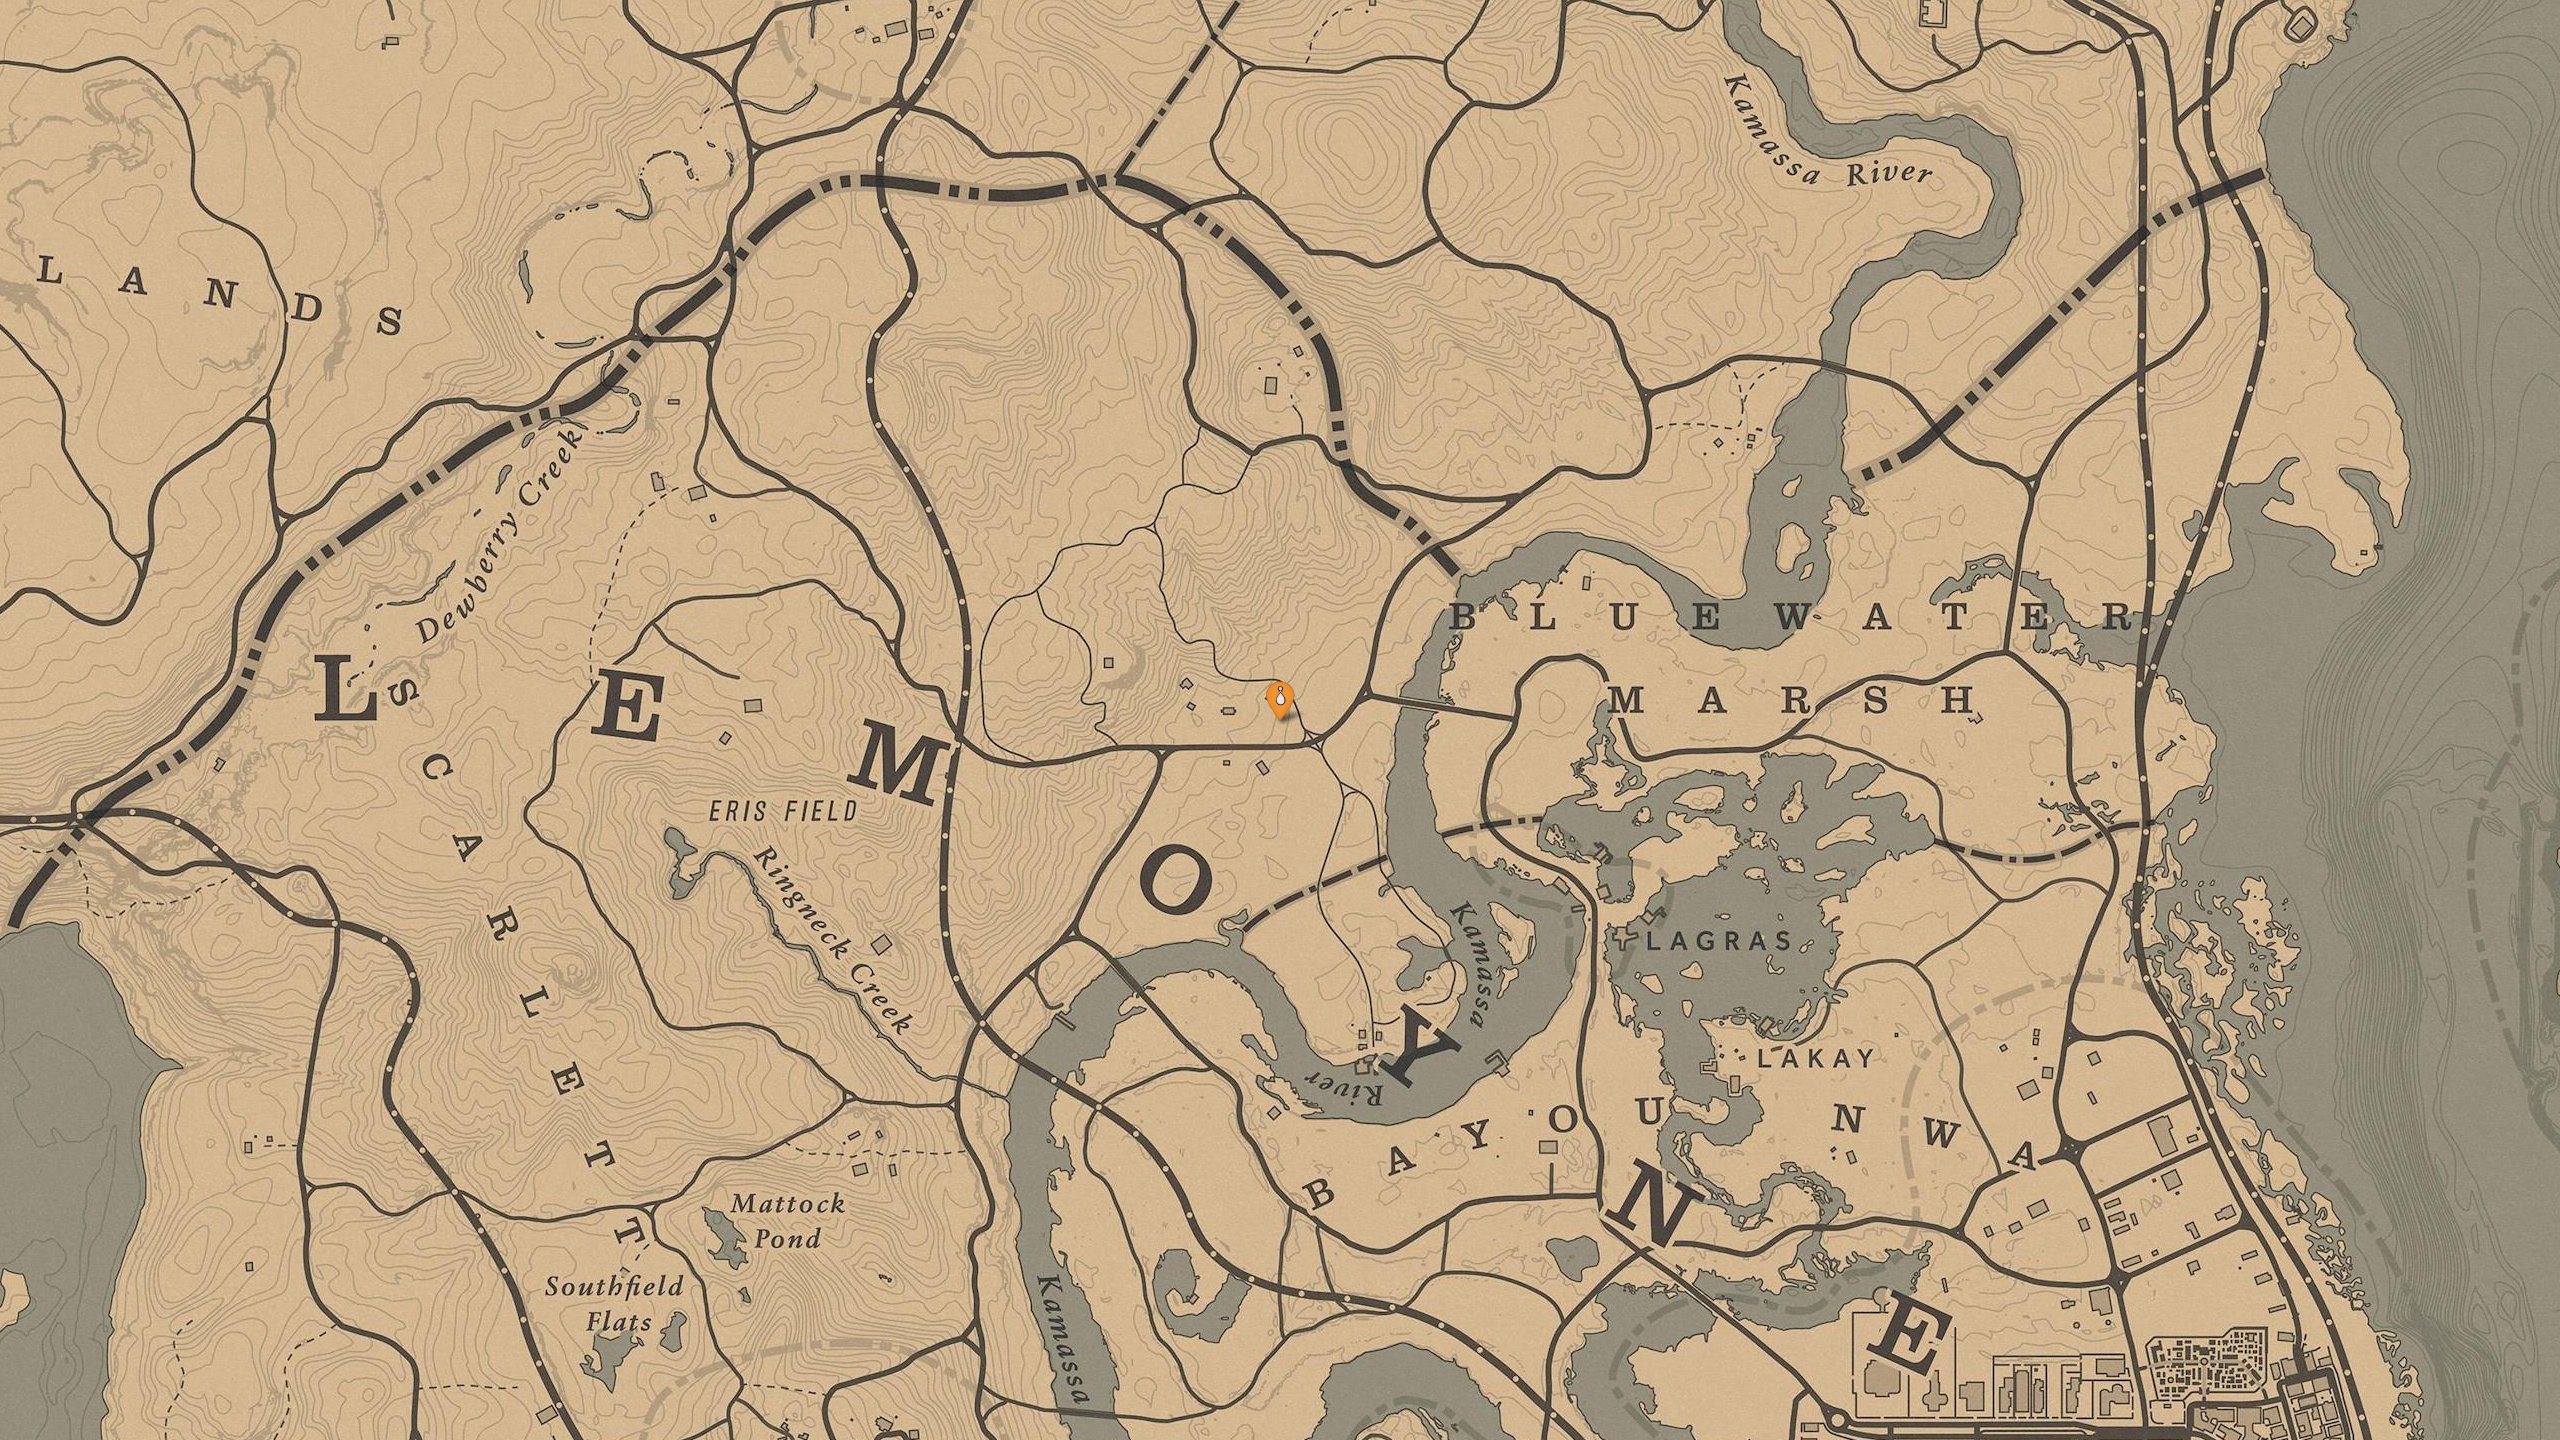 Kamassa River
LANDS
Dewberry Creek
BLUEWATER
MARSH
LEMOYNE
SCARLETT
ERIS FIELD
Ringneck Creek
Kamassa
River
LAGRAS
LAKAY
BAYOU NWA
Mattock
Pond
Southfield
Flats
Kamassa